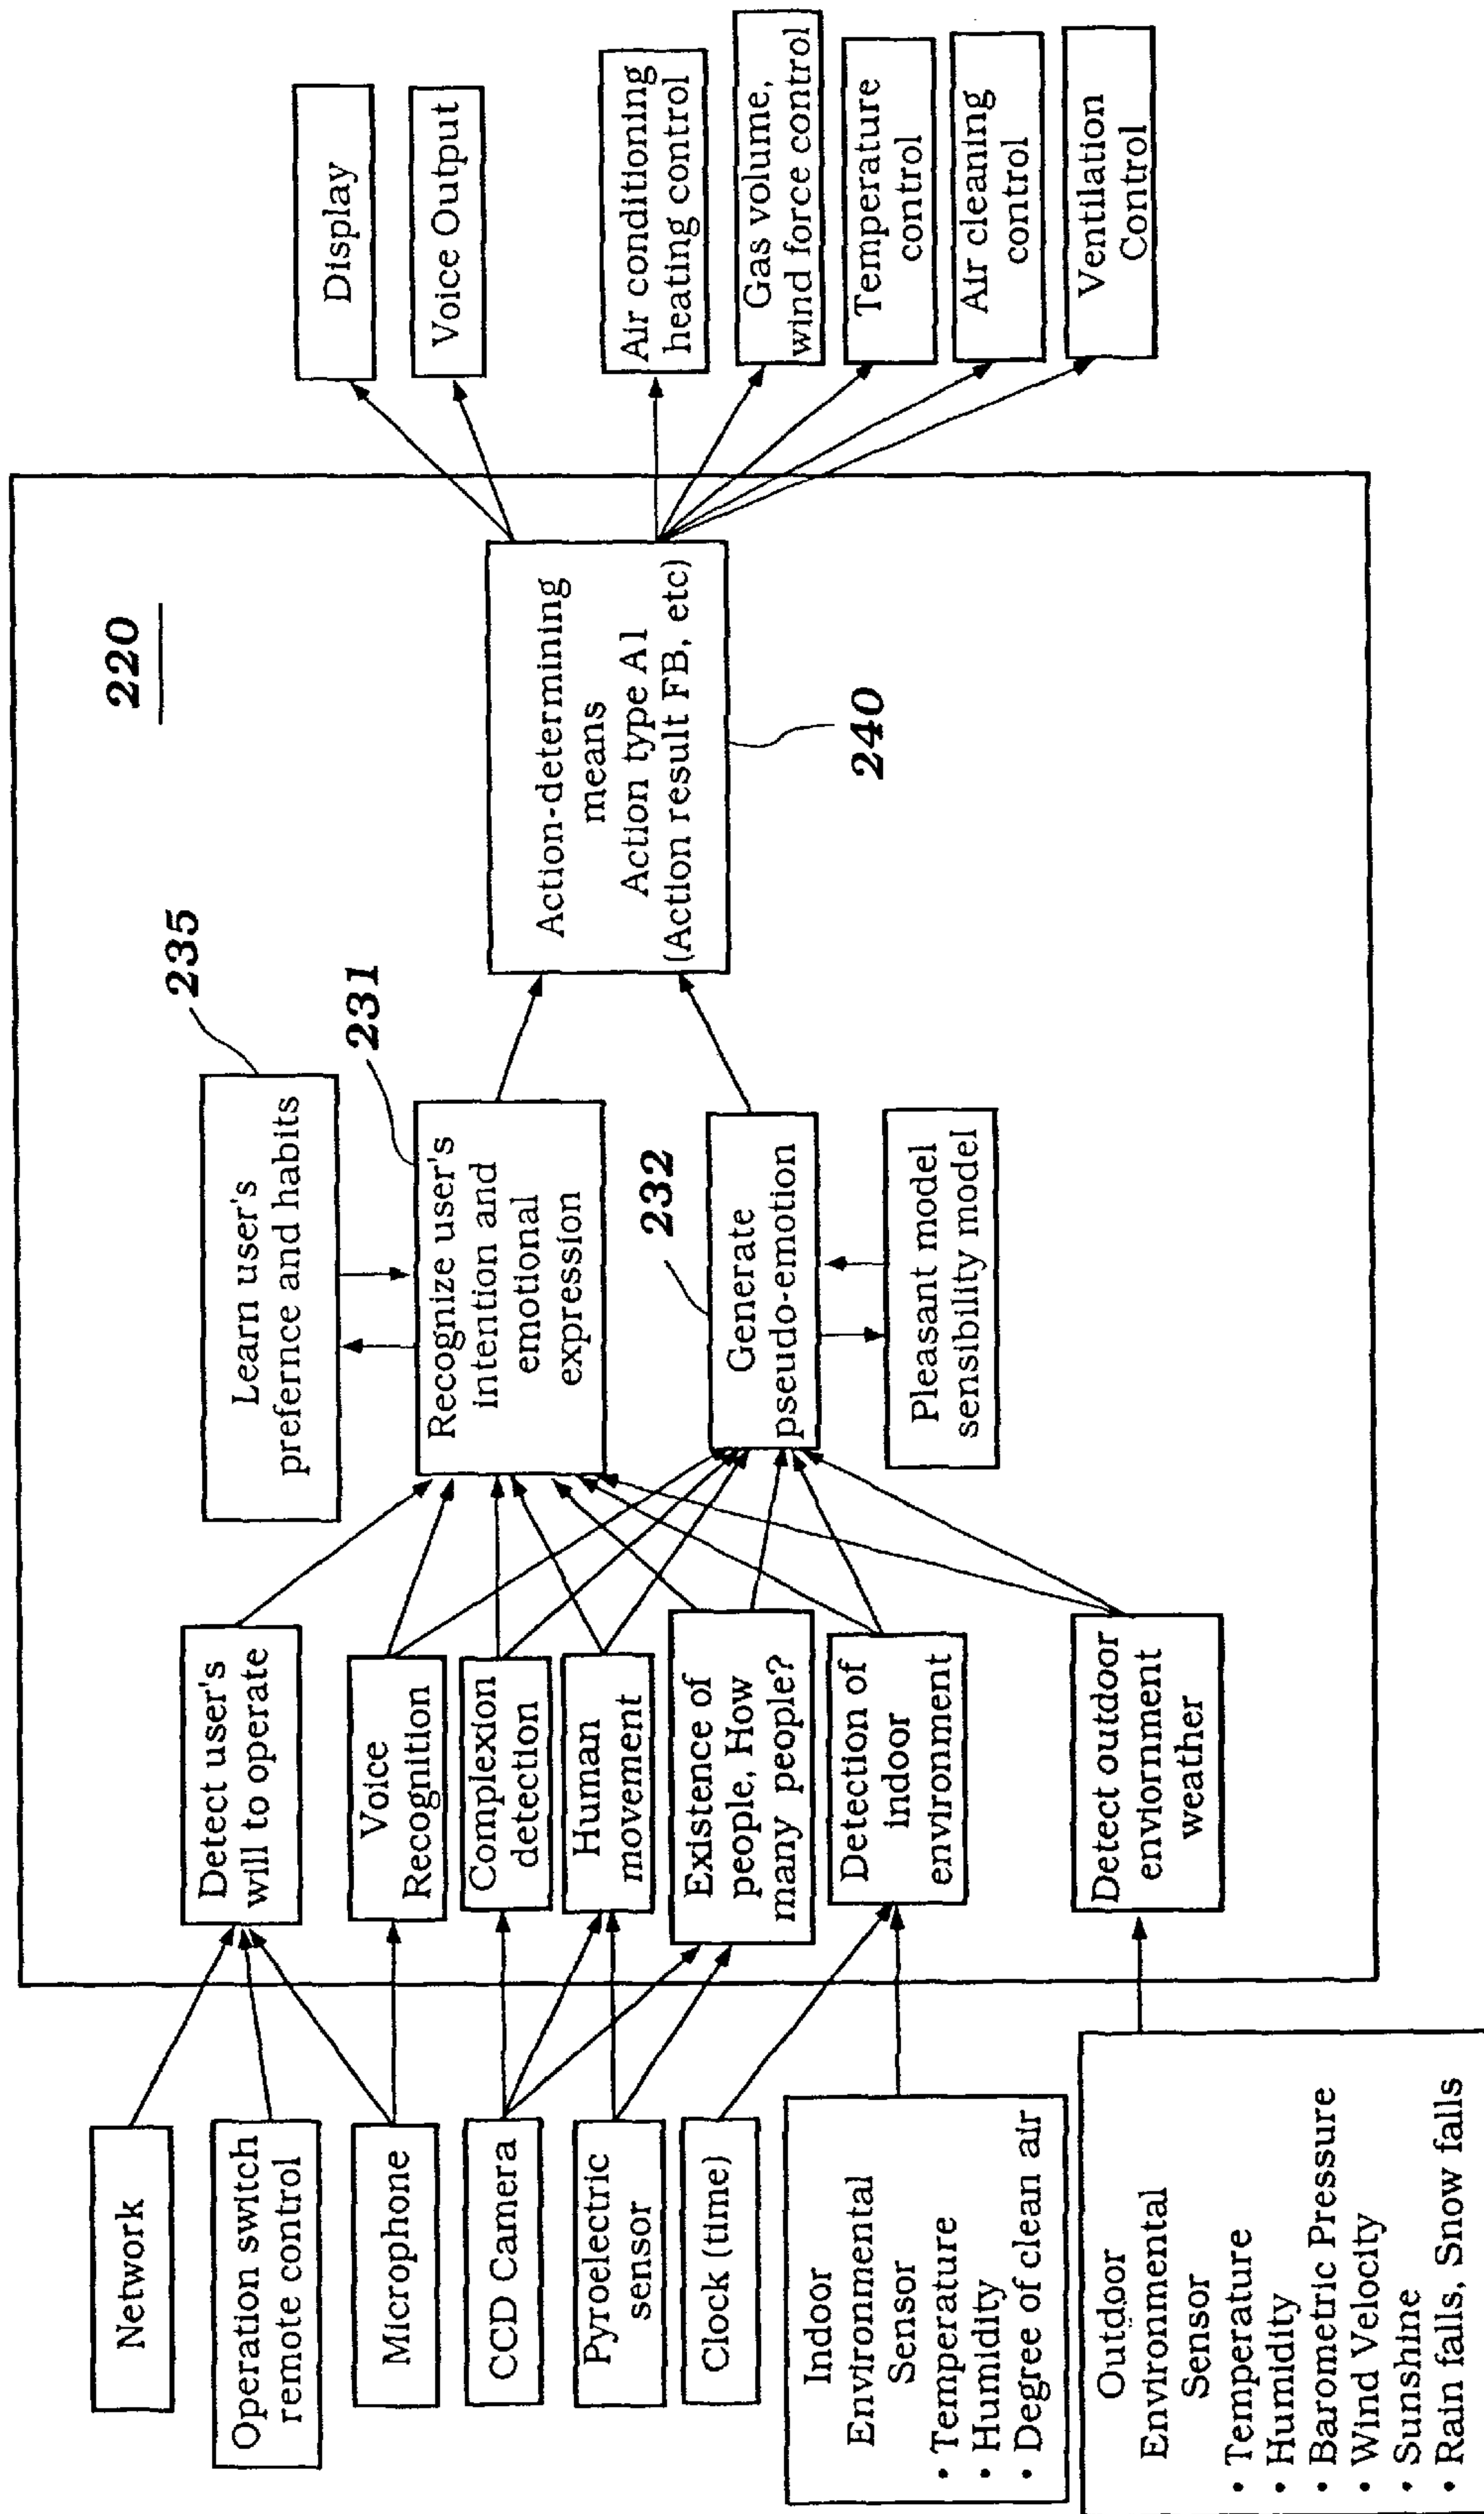 Network
Operation switch
remote control
Microphone
CCD Camera
Pyroelectric
sensor
Clock (time)
Indoor
Environmental
Sensor
• Temperature
• Humidity
• Degree of clean air
Outdoor
Environmental
Sensor
• Temperature
• Humidity
• Barometric Pressure
• Wind Velocity
• Sunshine
• Rain falls, Snow falls
220
Detect user's
will to operate
Voice
Recognition
Complexion
detection
Human
movement
Existence of
people, How
many people?
Detection of
indoor
environment
Detect outdoor
enviornment
weather
235
Learn user's
prefernce and habits
231
Recognize user's
intention and
emotional
expression
232
Generate
pseudo-emotion
Pleasant model
sensibility model
Action-determining
means
Action type A1
(Action result FB, etc)
240
Display
Voice Output
Air conditioning
heating control
Gas volume,
wind force control
Temperature
control
Air cleaning
control
Ventilation
Control